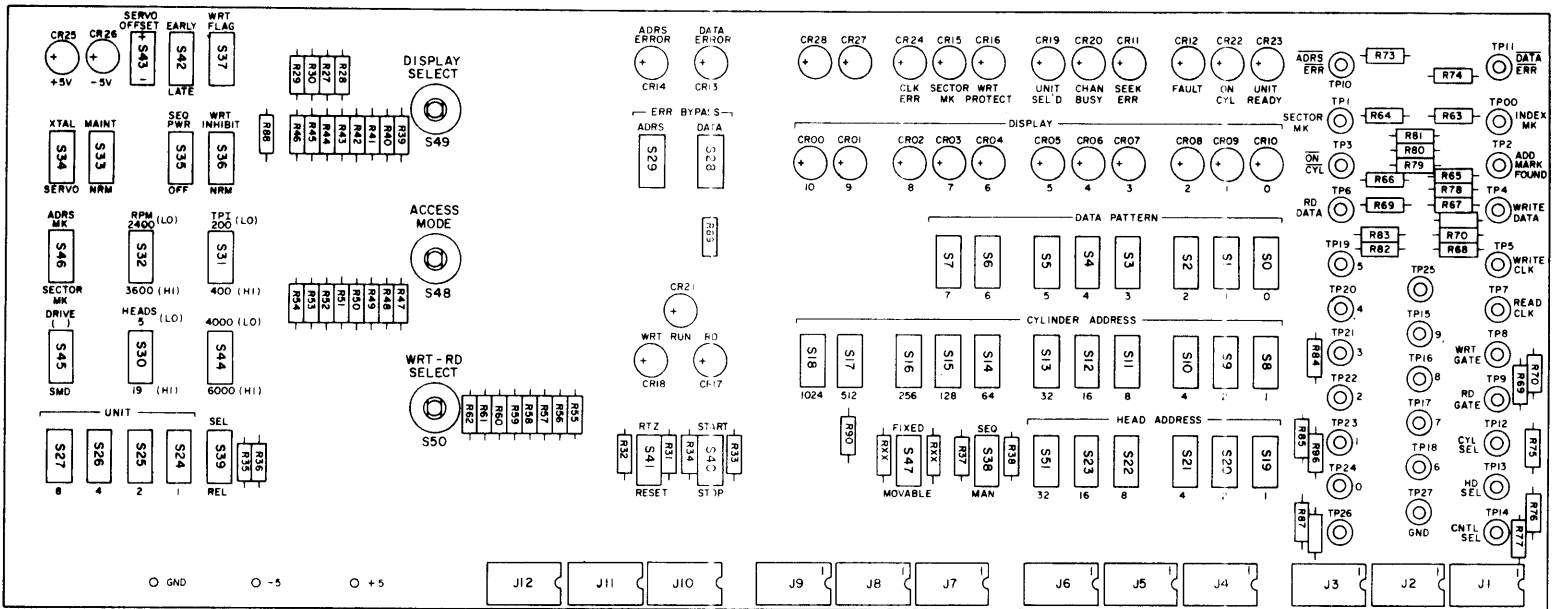 SERVO OFFSET EARLY WRT FLAG
CR25 CR26 + S43 - S42 S37
+5V -5V LATE
R29 R30 R27 R28
DISPLAY SELECT
S49
ADRS ERROR DATA ERROR
CR14 CR13
CR28 CR27 CR24 CR15 CR16 CR19 CR20 CR11 CR12 CR22 CR23
CLK ERR SECTOR MK WRT PROTECT UNIT SEL'D CHAN BUSY SEEK ERR FAULT ON CYL UNIT READY
ADRS ERR TP10 R73 R74 TP11 DATA ERR
XTAL MAINT SEQ PWR WRT INHIBIT
S34 S33 S35 S36
SERVO NRM OFF NRM
R88 R46 R45 R44 R43 R42 R41 R40 R39
ERR BYPASS
ADRS DATA
S29 S28
DISPLAY
CR00 CR01 CR02 CR03 CR04 CR05 CR06 CR07 CR08 CR09 CR10
10 9 8 7 6 5 4 3 2 1 0
TP1 SECTOR MK R64 R63 TP00 INDEX MK
R81
R80
R79
TP3 ON CYL TP2 ADD MARK FOUND
R66 R65
R78
TP6 RD DATA R69 R67 TP4 WRITE DATA
ADRS MK RPM 2400 (LO) TPI 200 (LO)
S46 S32 S31
SECTOR MK 3600 (HI) 400 (HI)
ACCESS MODE
S48
R54 R53 R52 R51 R50 R49 R48 R47
R89
DATA PATTERN
S7 S6 S5 S4 S3 S2 S1 S0
7 6 5 4 3 2 1 0
R83 R70
R82 R68
TP19 5 TP25 TP5 WRITE CLK
TP20 4 TP15 9 TP7 READ CLK
DRIVE ( ) HEADS 5 (LO) 4000 (LO)
S45 S30 S44
SMD 19 (HI) 6000 (HI)
WRT-RD SELECT
S50
R62 R61 R60 R59 R58 R57 R56 R55
CR21
WRT RUN RD
CR18 CR17
CYLINDER ADDRESS
S18 S17 S16 S15 S14 S13 S12 S11 S10 S9 S8
1024 512 256 128 64 32 16 8 4 2 1
R84 TP21 3 TP16 8 TP8 WRT GATE
TP22 2 TP17 7 TP9 RD GATE R69 R70
UNIT SEL
S27 S26 S25 S24 S39 R35 R36
8 4 2 1 REL
RTZ START
R32 S41 R31 R34 S40 R33
RESET STOP
R90
FIXED SEQ
RXX S47 RXX R37 S38 R38
MOVABLE MAN
HEAD ADDRESS
S51 S23 S22 S21 S20 S19
32 16 8 4 2 1
R85 R96 TP23 1 TP18 6 TP12 CYL SEL R75
TP24 0 TP27 GND TP13 HD SEL
R87 TP26 TP14 CNTL SEL R77 R76
GND -5 +5
J12 J11 J10 J9 J8 J7 J6 J5 J4 J3 J2 J1